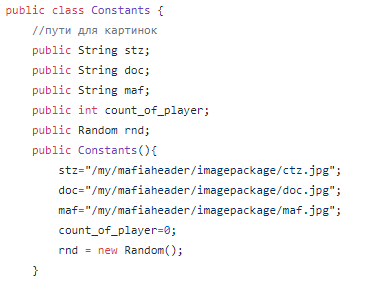 public class Constants {
//пути для картинок
public String stz;
public String doc;
public String maf;
public int count_of_player;
public Random rnd;
public Constants(){
stz="/my/mafiaheader/imagepackage/ctz.jpg";
doc="/my/mafiaheader/imagepackage/doc.jpg";
maf="/my/mafiaheader/imagepackage/maf.jpg";
count_of_player=0;
rnd = new Random();
}